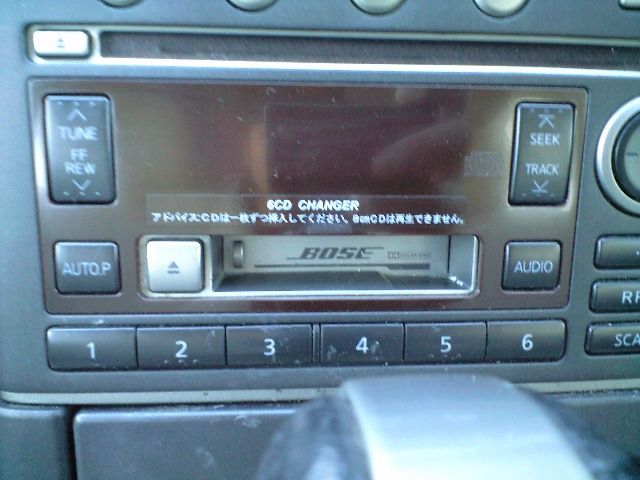 TUNE
FF
REW
SEEK
TRACK
6CD CHANGER
アドバイス:CDは一枚ずつ挿入してください。8cmCDは再生できません。
AUTO.P
BOSE
AUDIO
1 2 3 4 5 6